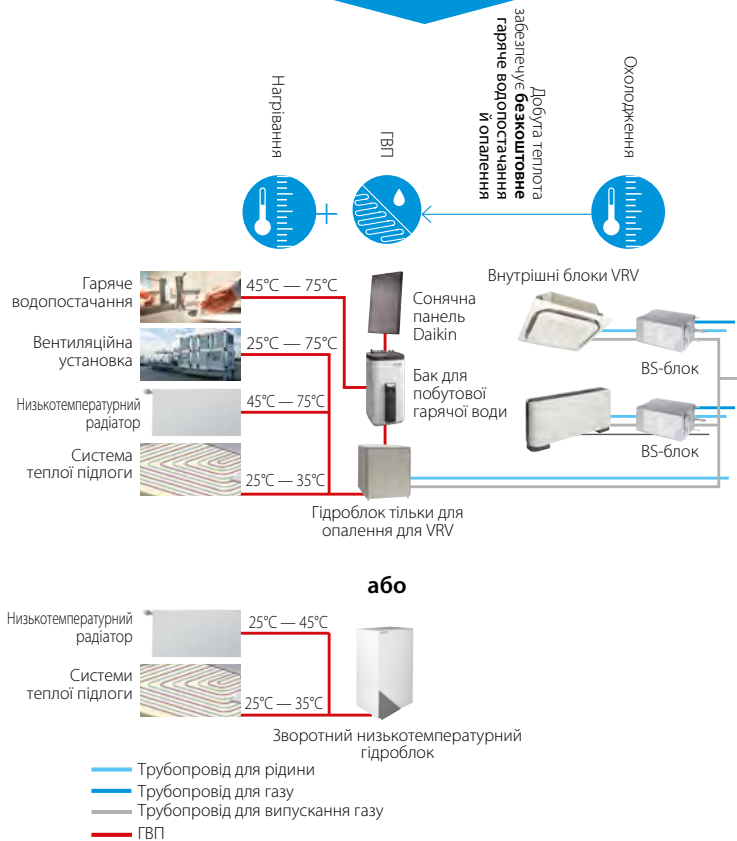 Нагрівання
ГВП
Добута теплота
забезпечує безкоштовне
гаряче водопостачання
й опалення
Охолодження
Гаряче
водопостачання
45°C — 75°C
Вентиляційна
установка
25°C — 75°C
Низькотемпературний
радіатор
45°C — 75°C
Система
теплої підлоги
25°C — 35°C
Сонячна
панель
Daikin
Бак для
побутової
гарячої води
Гідроблок тільки для
опалення для VRV
Внутрішні блоки VRV
BS-блок
BS-блок
або
Низькотемпературний
радіатор
25°C — 45°C
Системи
теплої підлоги
25°C — 35°C
Зворотний низькотемпературний
гідроблок
Трубопровід для рідини
Трубопровід для газу
Трубопровід для випускання газу
ГВП